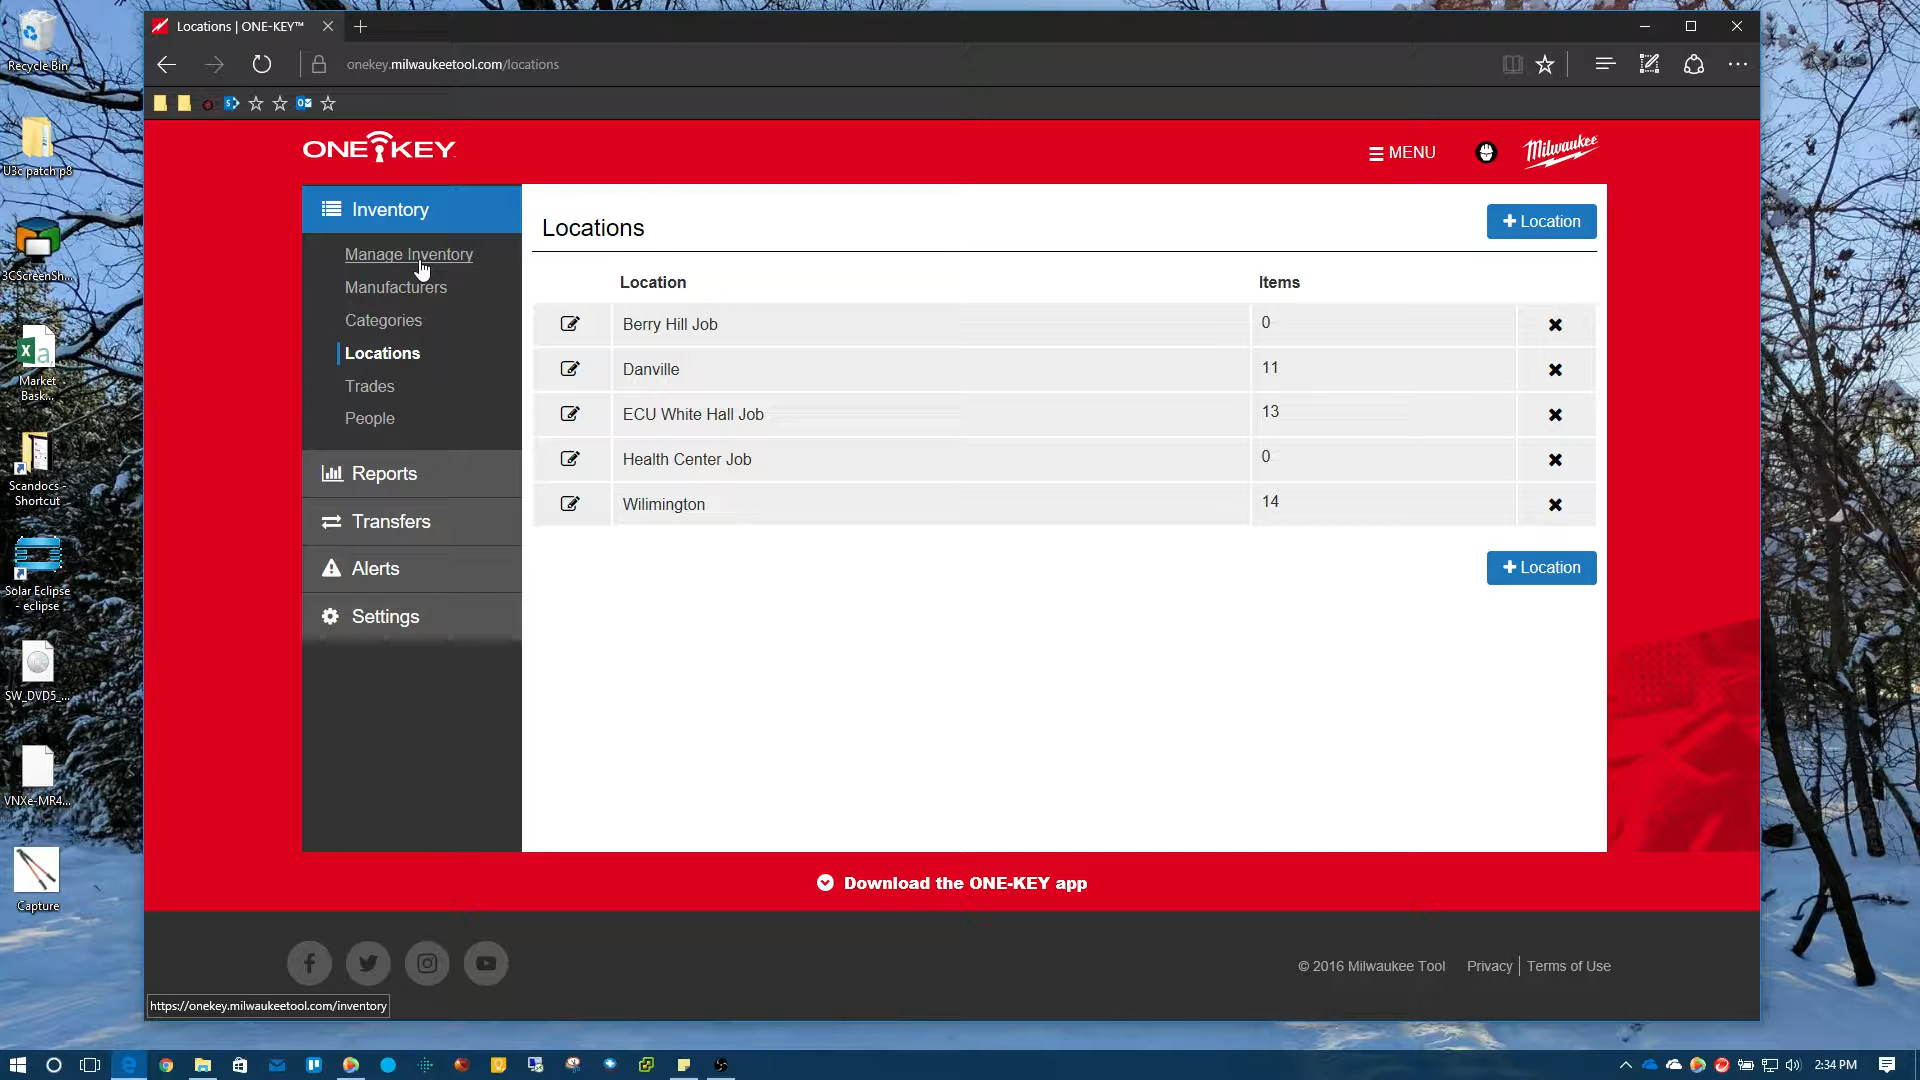 Locations | ONE-KEY™
onekey.milwaukeetool.com/locations
Recycle Bin
U3c patch p8
3CScreenSh...
Market
Bask...
Scandocs -
Shortcut
Solar Eclipse
- eclipse
SW_DVD5_...
VNXe-MR4...
Capture
ONE KEY
MENU
Milwaukee
Inventory
Manage Inventory
Manufacturers
Categories
Locations
Trades
People
Reports
Transfers
Alerts
Settings
Locations
+ Location
Location Items
Berry Hill Job 0
Danville 11
ECU White Hall Job 13
Health Center Job 0
Wilimington 14
+ Location
Download the ONE-KEY app
© 2016 Milwaukee Tool Privacy | Terms of Use
https://onekey.milwaukeetool.com/inventory
2:34 PM